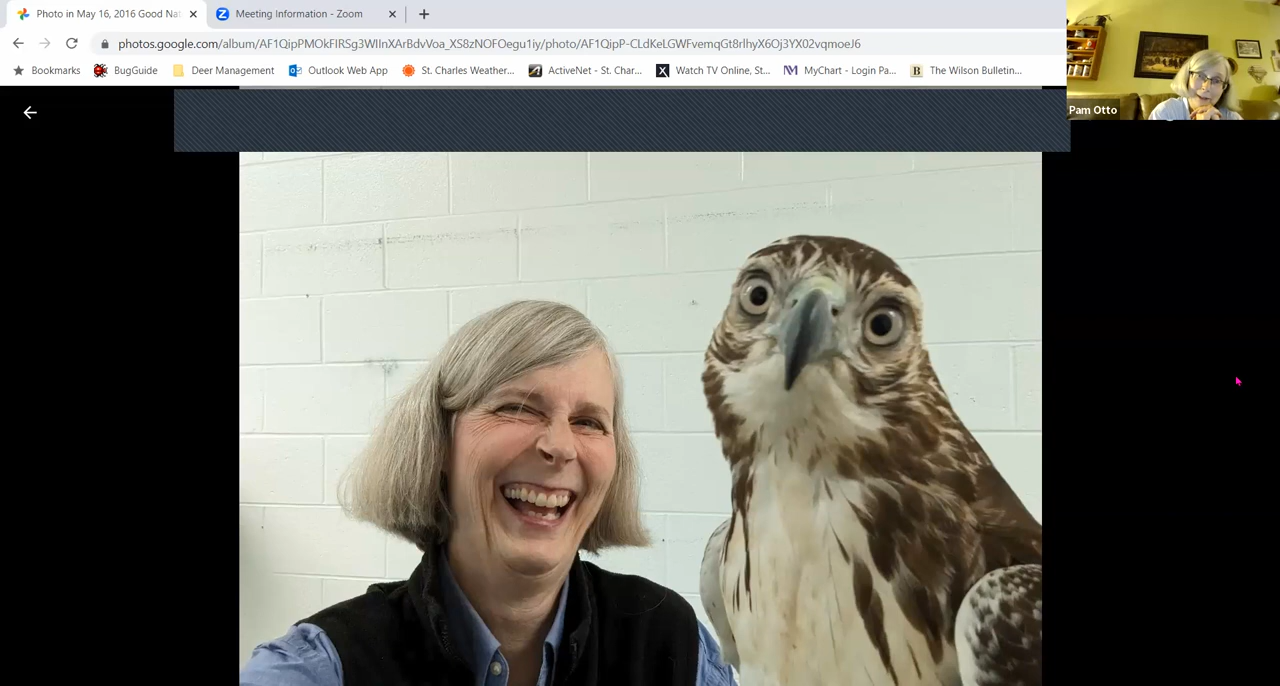 Photo in May 16, 2016 Good Nat
Meeting Information - Zoom
photos.google.com/album/AF1QipPMOkFIRSg3WIInXArBdvVoa_XS8zNOFOegu1iy/photo/AF1QipP-CLdKeLGWFvemqGt8rlhyX6Oj3YX02vqmoeJ6
Bookmarks
BugGuide
Deer Management
Outlook Web App
St. Charles Weather...
ActiveNet - St. Char...
Watch TV Online, St...
MyChart - Login Pa...
The Wilson Bulletin...
Pam Otto